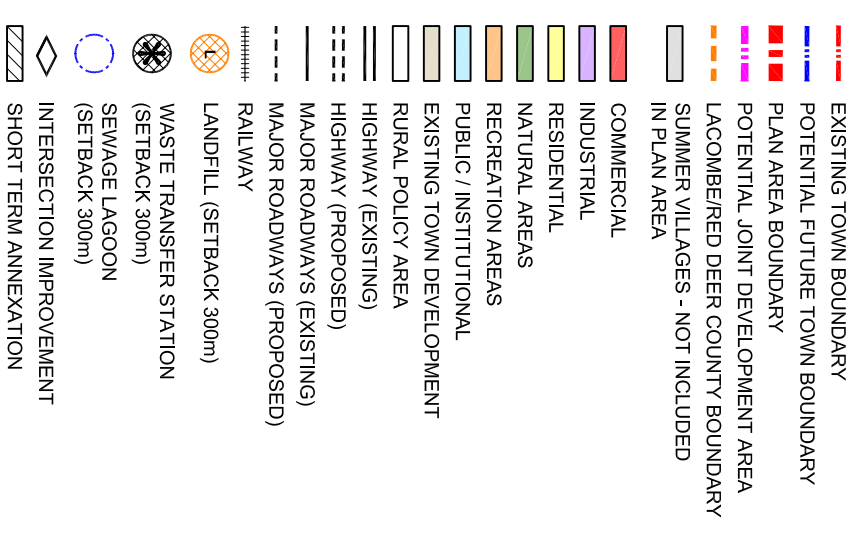 EXISTING TOWN BOUNDARY
POTENTIAL FUTURE TOWN BOUNDARY
PLAN AREA BOUNDARY
POTENTIAL JOINT DEVELOPMENT AREA
LACOMBE/RED DEER COUNTY BOUNDARY
SUMMER VILLAGES - NOT INCLUDED
IN PLAN AREA
COMMERCIAL
INDUSTRIAL
RESIDENTIAL
NATURAL AREAS
RECREATION AREAS
PUBLIC / INSTITUTIONAL
EXISTING TOWN DEVELOPMENT
RURAL POLICY AREA
HIGHWAY (EXISTING)
HIGHWAY (PROPOSED)
MAJOR ROADWAYS (EXISTING)
MAJOR ROADWAYS (PROPOSED)
RAILWAY
L
LANDFILL (SETBACK 300m)
WASTE TRANSFER STATION
(SETBACK 300m)
SEWAGE LAGOON
(SETBACK 300m)
INTERSECTION IMPROVEMENT
SHORT TERM ANNEXATION